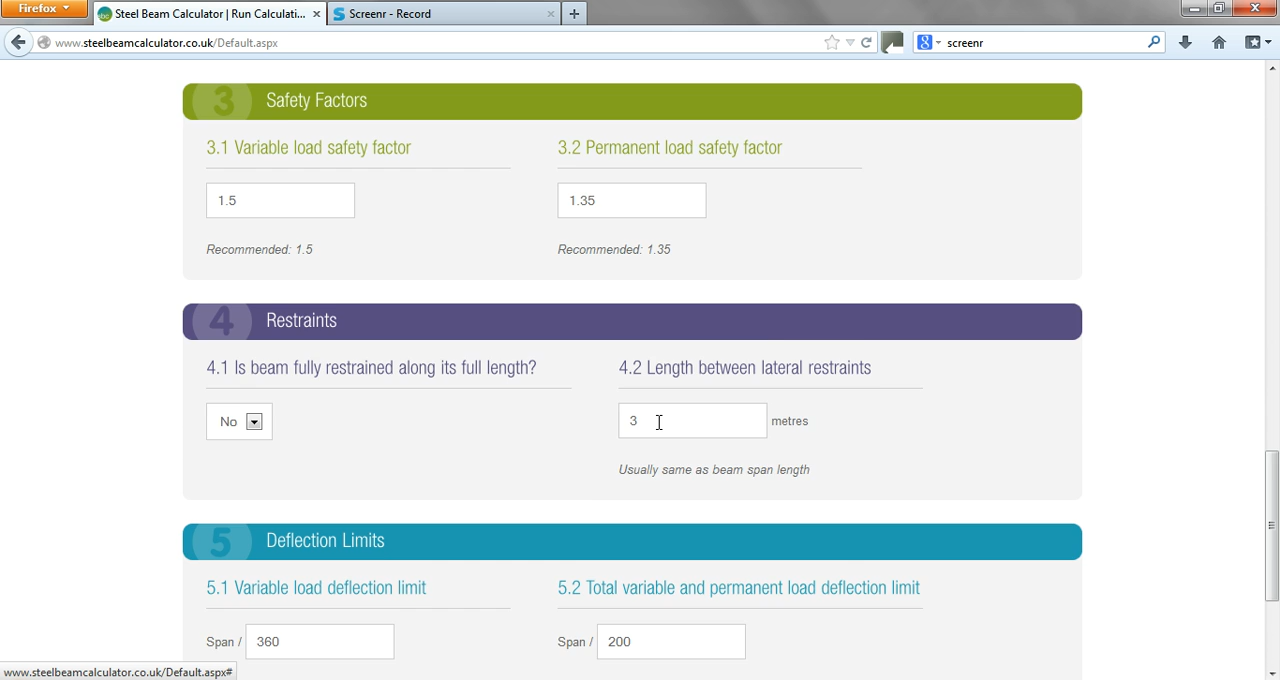 Firefox
Steel Beam Calculator | Run Calculati...
Screenr - Record
www.steelbeamcalculator.co.uk/Default.aspx
screenr
3 Safety Factors
3.1 Variable load safety factor
3.2 Permanent load safety factor
1.5
1.35
Recommended: 1.5
Recommended: 1.35
4 Restraints
4.1 Is beam fully restrained along its full length?
4.2 Length between lateral restraints
No
3 metres
Usually same as beam span length
5 Deflection Limits
5.1 Variable load deflection limit
5.2 Total variable and permanent load deflection limit
Span / 360
Span / 200
www.steelbeamcalculator.co.uk/Default.aspx#